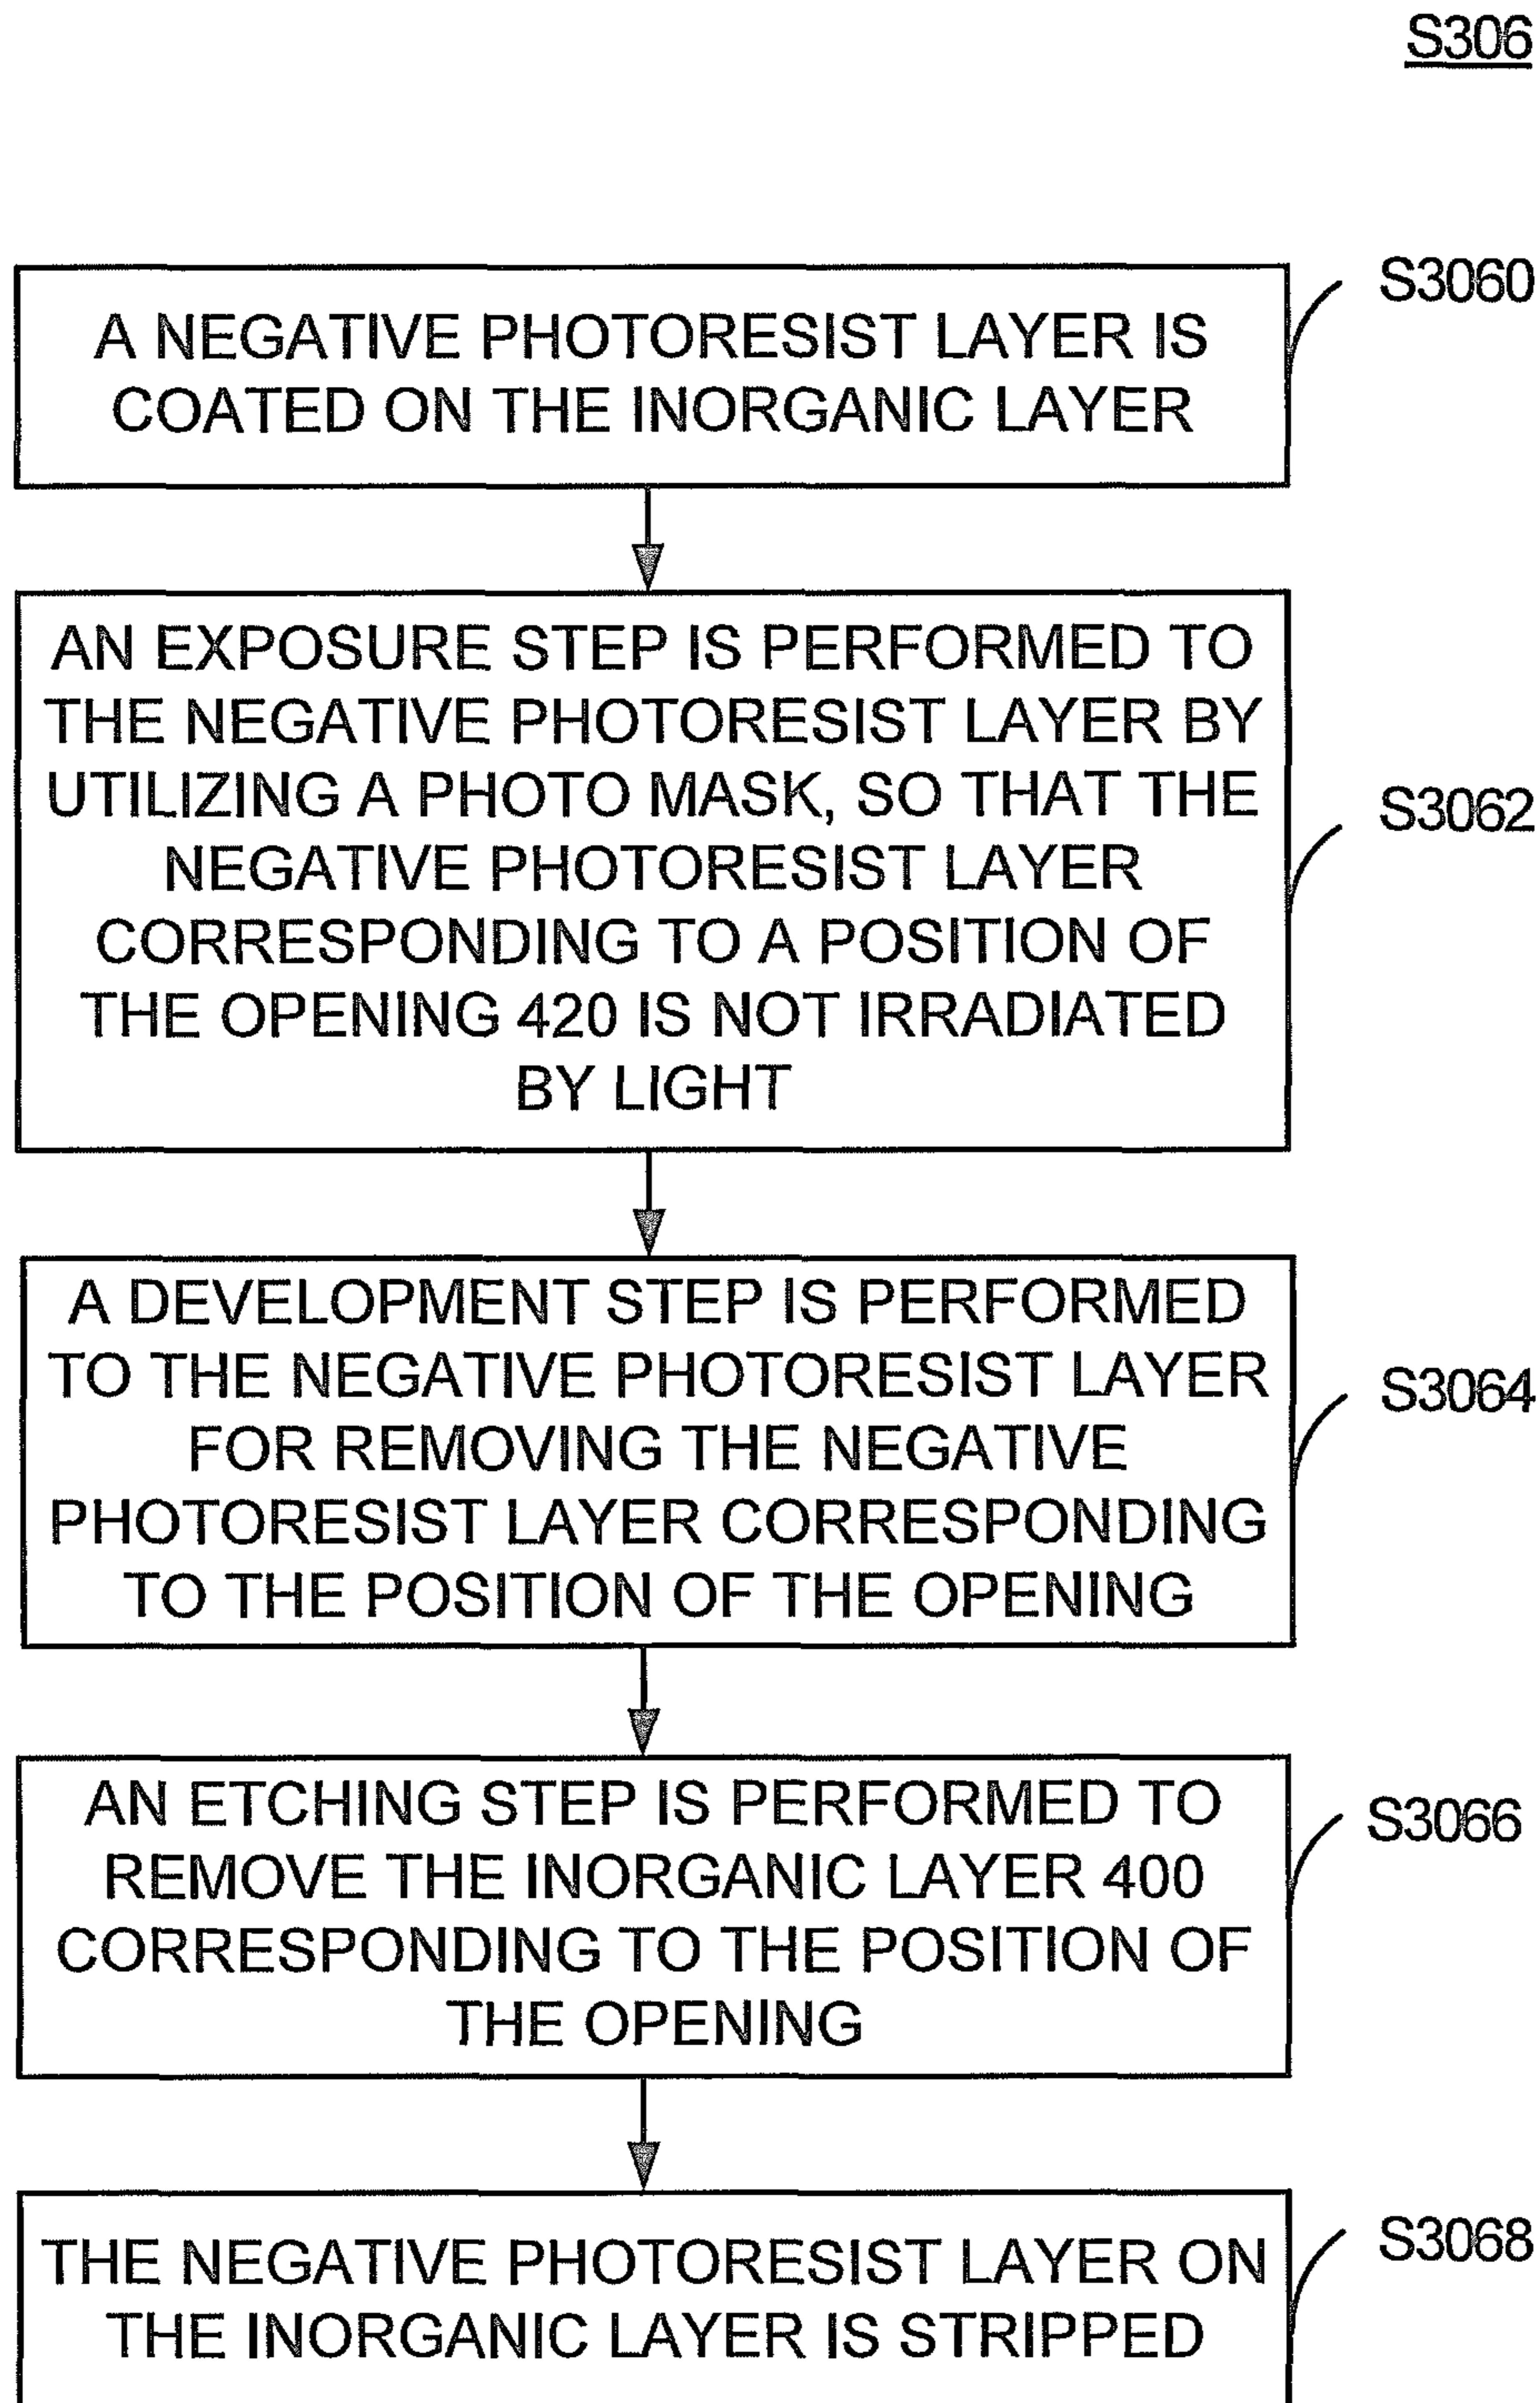 S306
A NEGATIVE PHOTORESIST LAYER IS
COATED ON THE INORGANIC LAYER
S3060
AN EXPOSURE STEP IS PERFORMED TO
THE NEGATIVE PHOTORESIST LAYER BY
UTILIZING A PHOTO MASK, SO THAT THE
NEGATIVE PHOTORESIST LAYER
CORRESPONDING TO A POSITION OF
THE OPENING 420 IS NOT IRRADIATED
BY LIGHT
S3062
A DEVELOPMENT STEP IS PERFORMED
TO THE NEGATIVE PHOTORESIST LAYER
FOR REMOVING THE NEGATIVE
PHOTORESIST LAYER CORRESPONDING
TO THE POSITION OF THE OPENING
S3064
AN ETCHING STEP IS PERFORMED TO
REMOVE THE INORGANIC LAYER 400
CORRESPONDING TO THE POSITION OF
THE OPENING
S3066
THE NEGATIVE PHOTORESIST LAYER ON
THE INORGANIC LAYER IS STRIPPED
S3068